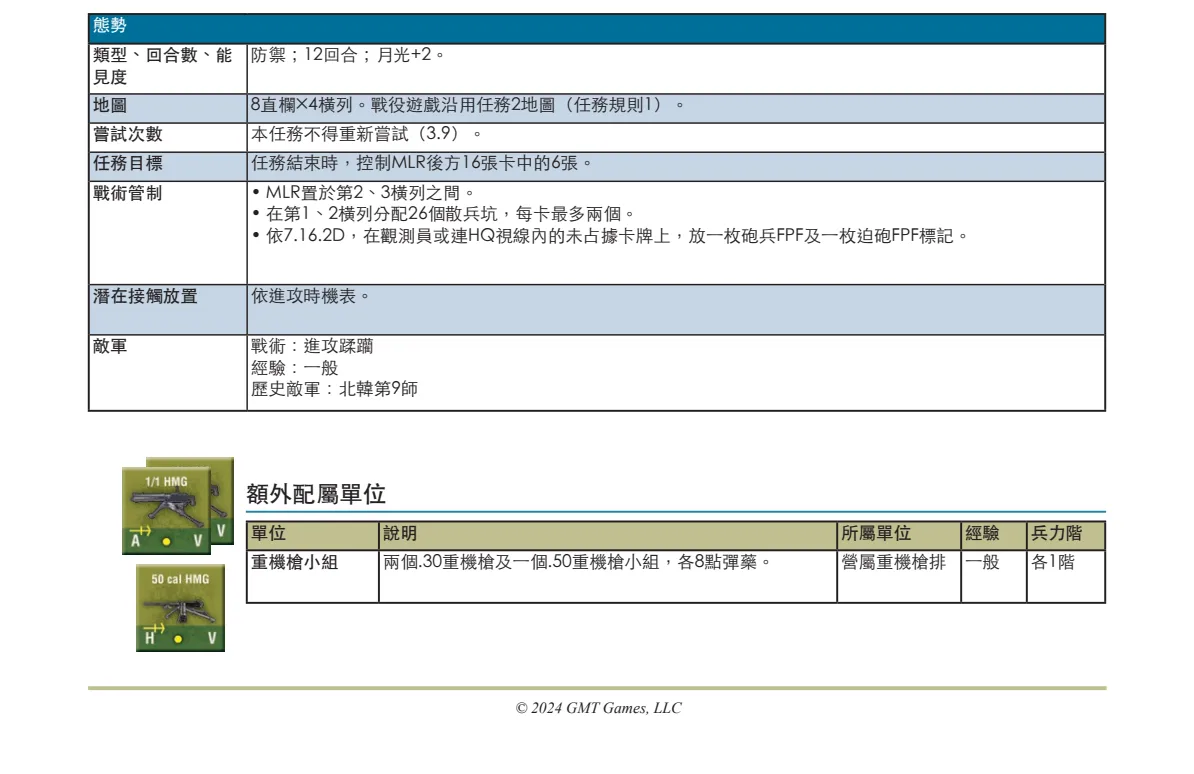 態勢
類型、回合數、能見度
防禦；12回合；月光+2。
地圖
8直欄×4橫列。戰役遊戲沿用任務2地圖（任務規則1）。
嘗試次數
本任務不得重新嘗試（3.9）。
任務目標
任務結束時，控制MLR後方16張卡中的6張。
戰術管制
• MLR置於第2、3橫列之間。
• 在第1、2橫列分配26個散兵坑，每卡最多兩個。
• 依7.16.2D，在觀測員或連HQ視線內的未占據卡牌上，放一枚砲兵FPF及一枚迫砲FPF標記。
潛在接觸放置
依進攻時機表。
敵軍
戰術：進攻蹂躪
經驗：一般
歷史敵軍：北韓第9師
1/1 HMG
A V
V
50 cal HMG
H V
額外配屬單位
單位 說明 所屬單位 經驗 兵力階
重機槍小組 兩個.30重機槍及一個.50重機槍小組，各8點彈藥。 營屬重機槍排 一般 各1階
© 2024 GMT Games, LLC